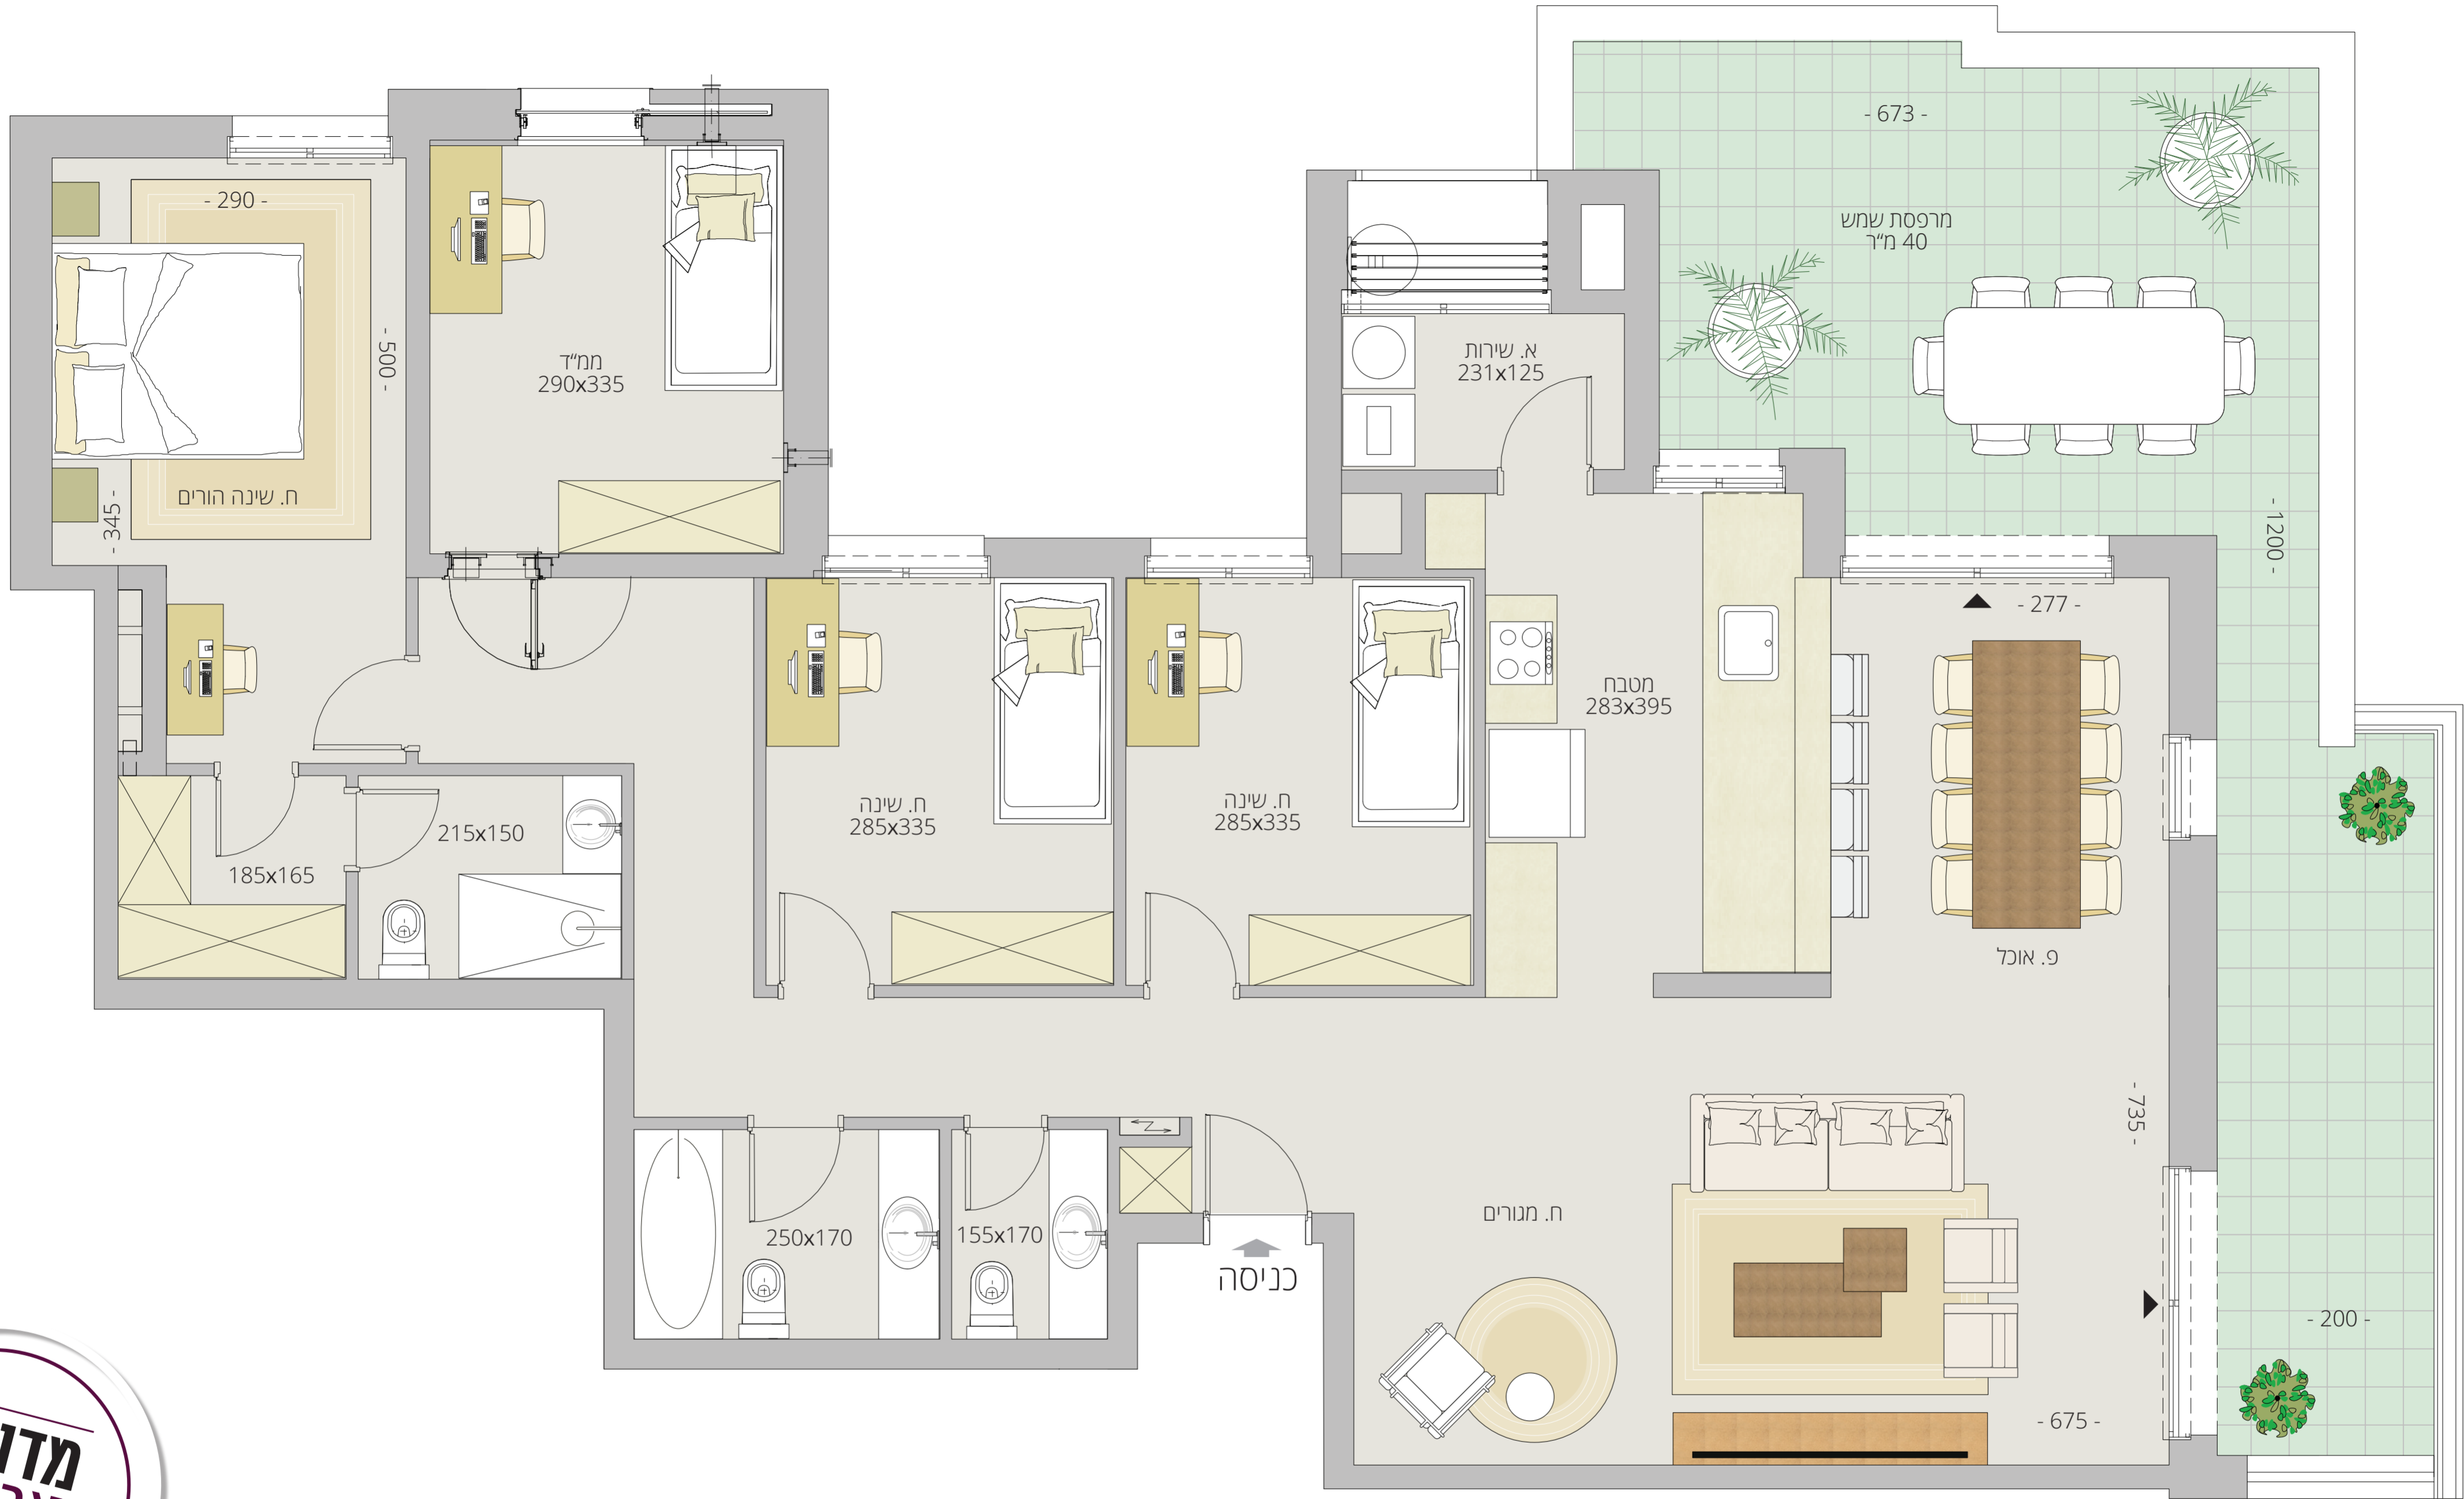 - 673 -
מרפסת שמש
40 מ״ר
- 1200 -
- 290 -
- 500 -
ח. שינה הורים
- 345 -
ממ״ד
290x335
א. שירות
231x125
- 277 -
מטבח
283x395
ח. שינה
285x335
ח. שינה
285x335
215x150
185x165
פ. אוכל
- 735 -
ח. מגורים
250x170
155x170
כניסה
- 200 -
- 675 -